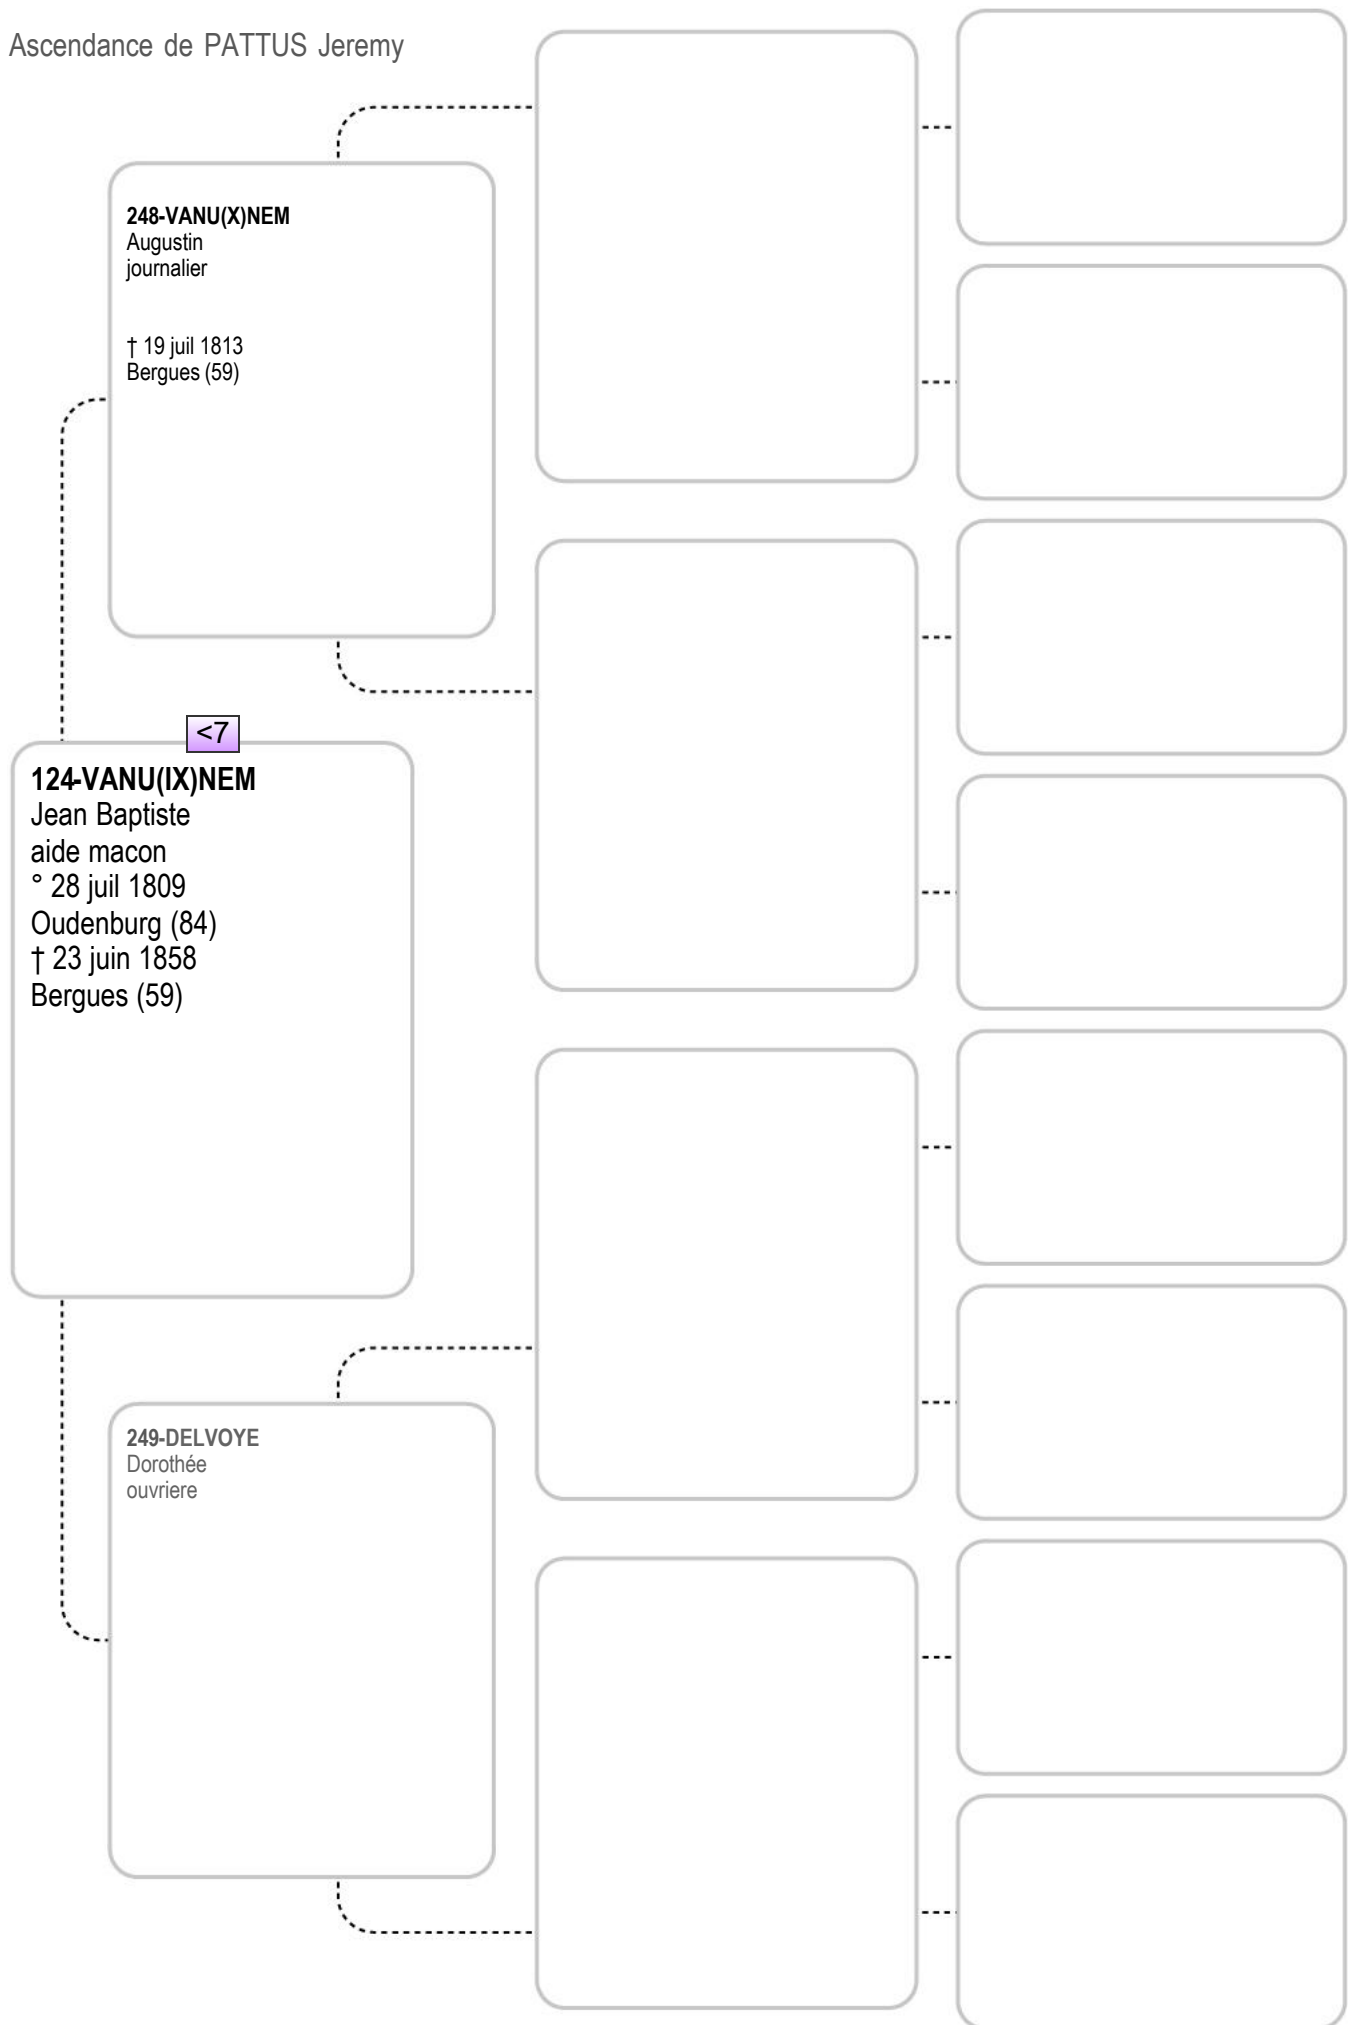 Ascendance de PATTUS Jeremy
248-VANU(X)NEM
Augustin
journalier
† 19 juil 1813
Bergues (59)
<7
124-VANU(IX)NEM
Jean Baptiste
aide macon
° 28 juil 1809
Oudenburg (84)
† 23 juin 1858
Bergues (59)
249-DELVOYE
Dorothée
ouvriere